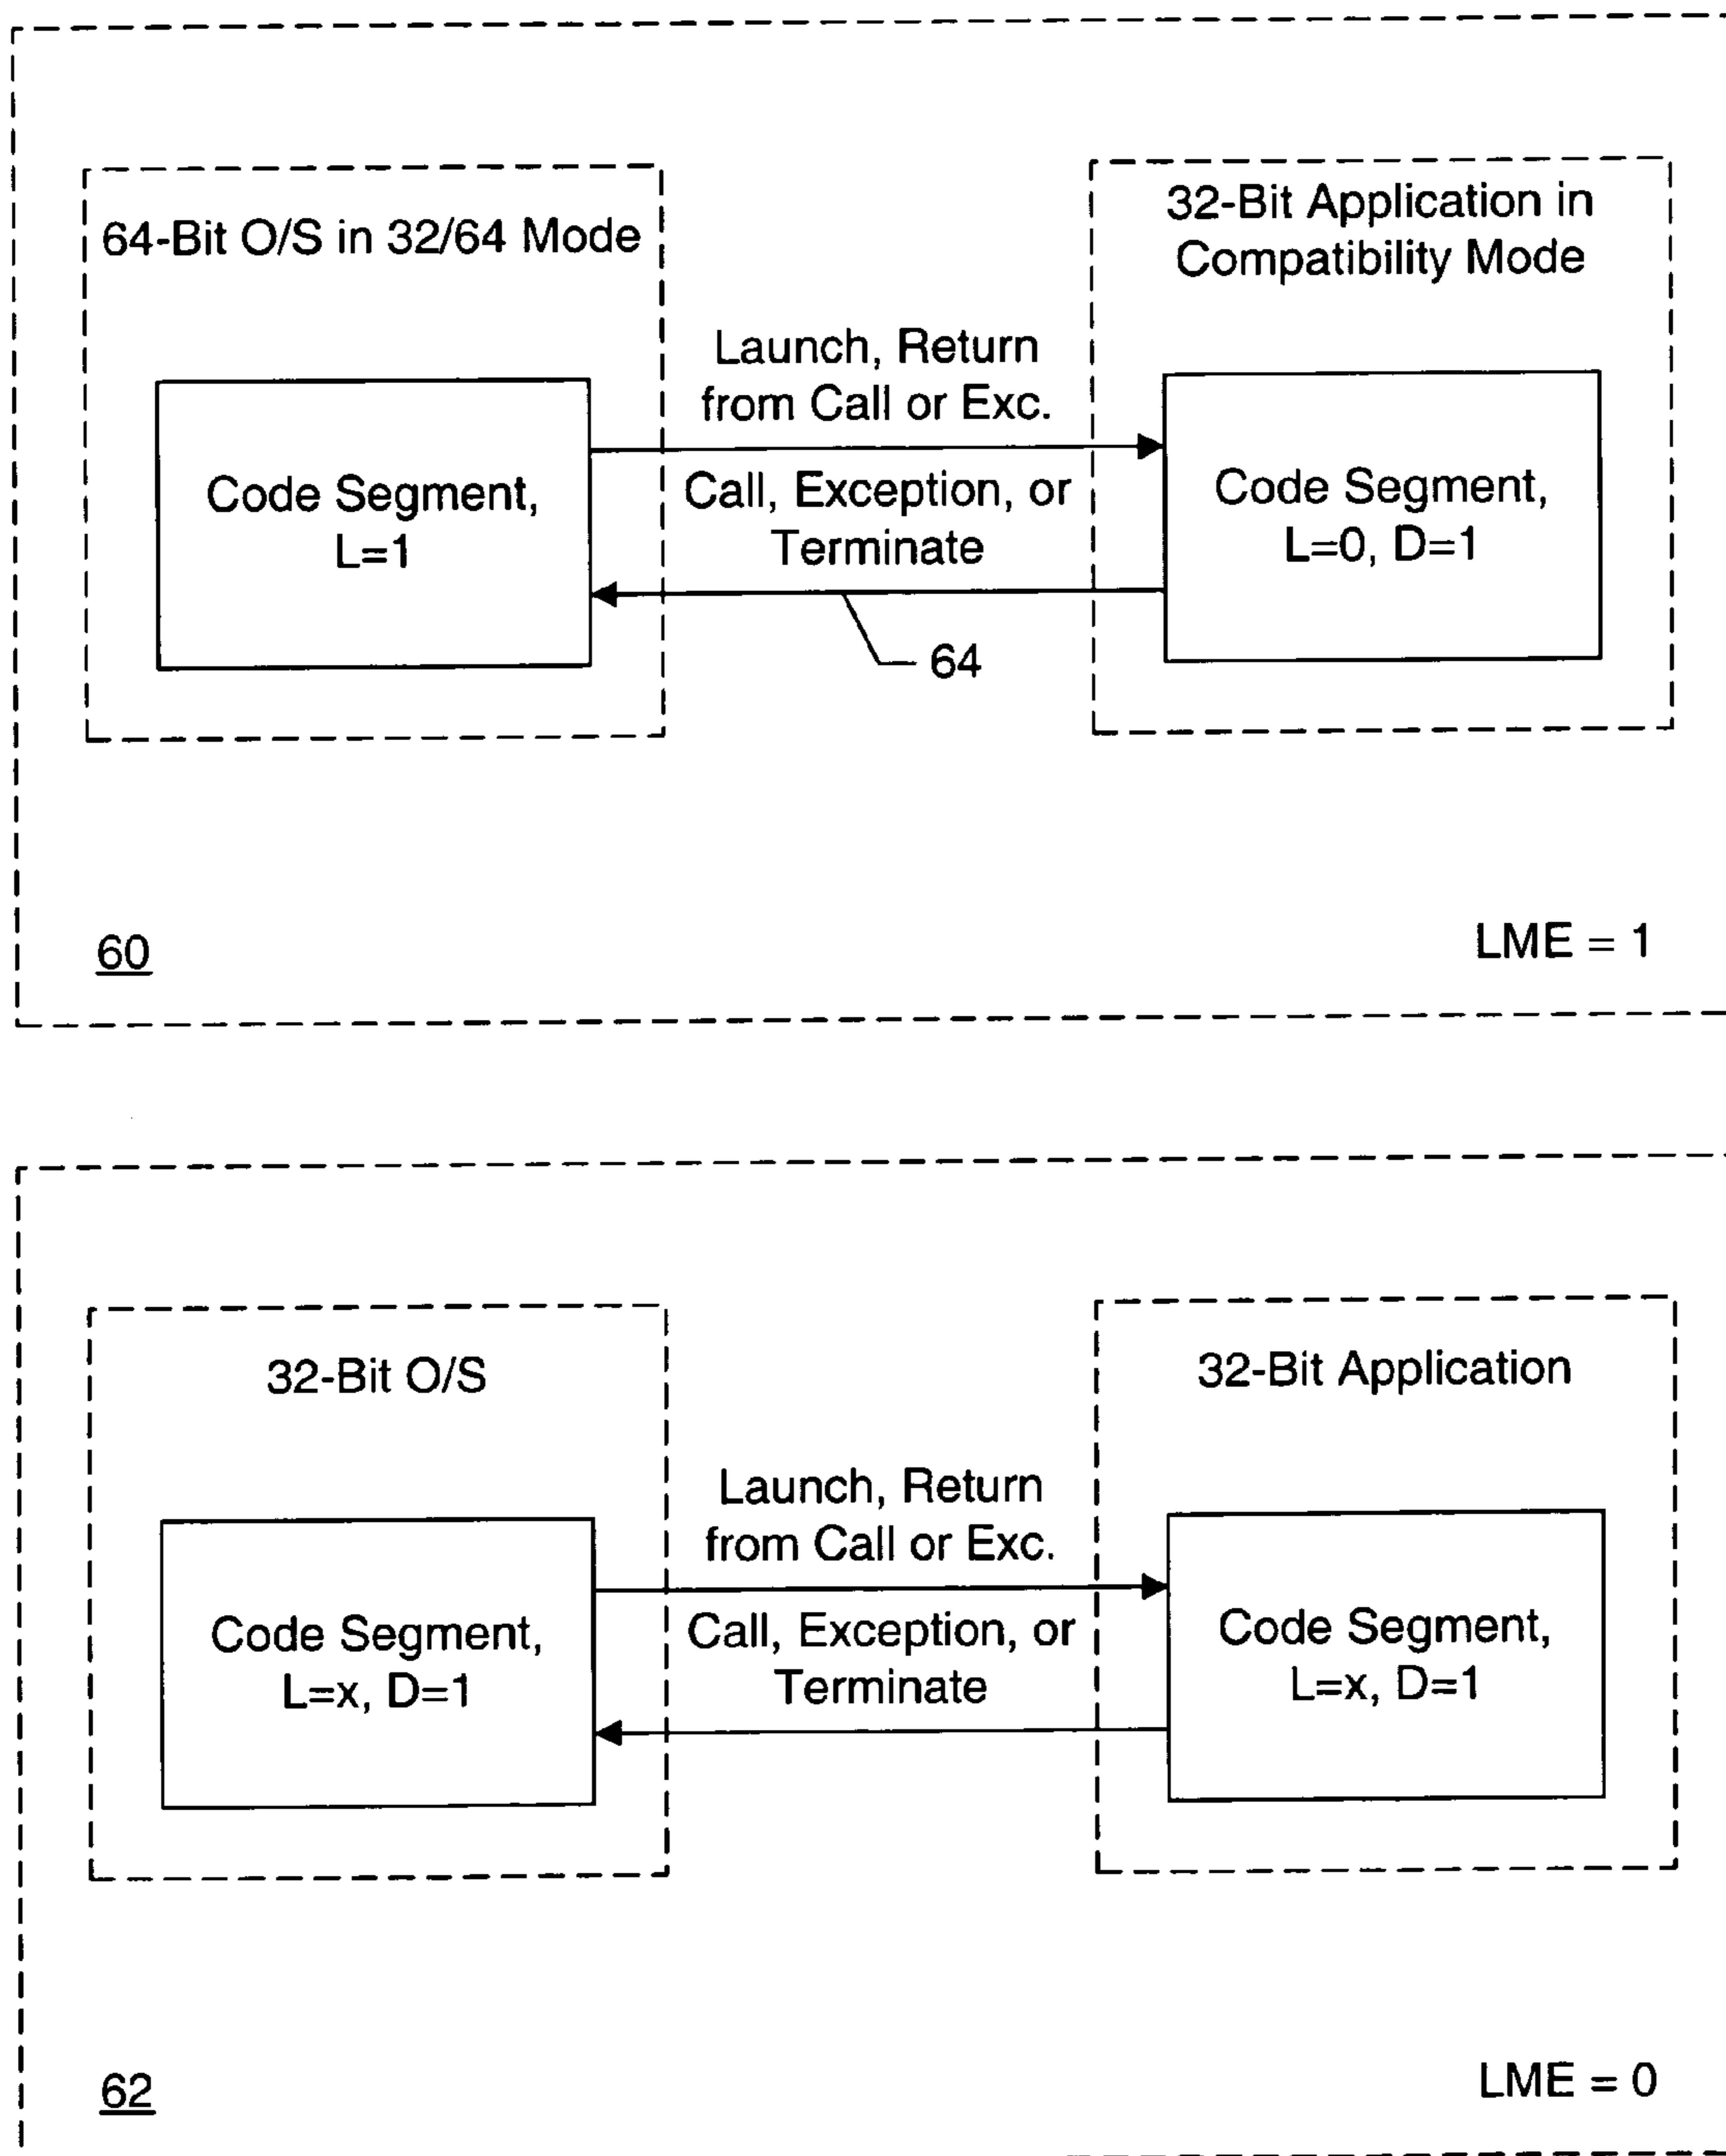 64-Bit O/S in 32/64 Mode
32-Bit Application in
Compatibility Mode
Launch, Return
from Call or Exc.
Code Segment,
L=1
Call, Exception, or
Terminate
Code Segment,
L=0, D=1
64
60
LME = 1
32-Bit O/S
32-Bit Application
Launch, Return
from Call or Exc.
Code Segment,
L=x, D=1
Call, Exception, or
Terminate
Code Segment,
L=x, D=1
62
LME = 0